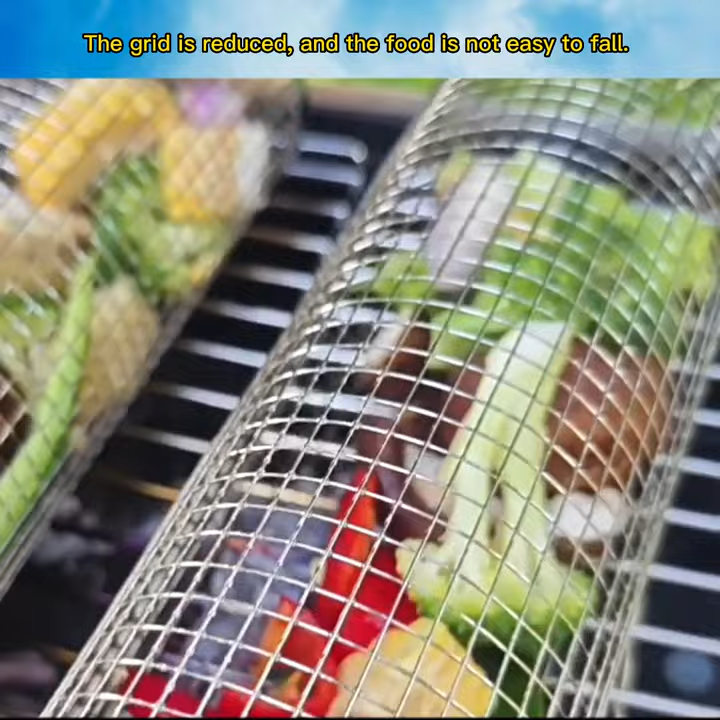 The grid is reduced, and the food is not easy to fall.